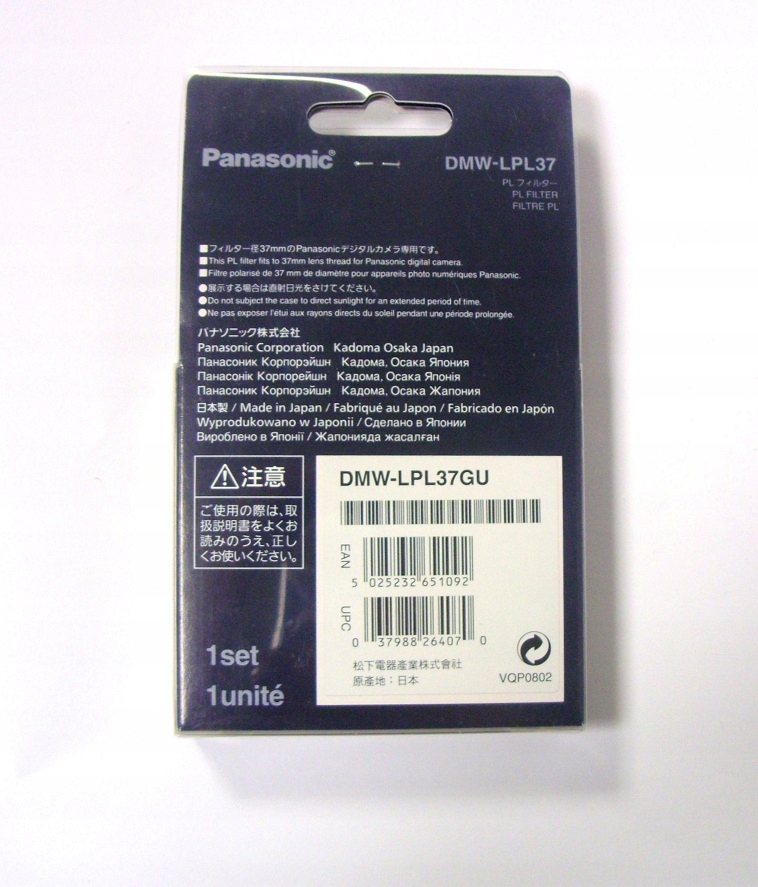 Panasonic®
DMW-LPL37
PL フィルター
PL FILTER
FILTRE PL
■フィルター径37mmのPanasonicデジタルカメラ専用です。
■This PL filter fits to 37mm lens thread for Panasonic digital camera.
■Filtre polarisé de 37 mm de diamètre pour appareils photo numériques Panasonic.
●展示する場合は直射日光をさけてください。
●Do not subject the case to direct sunlight for an extended period of time.
●Ne pas exposer l'étui aux rayons directs du soleil pendant une période prolongée.
パナソニック株式会社
Panasonic Corporation Kadoma Osaka Japan
Панасоник Корпорэйшн Кадома, Осака Япония
Панасонік Корпорейшн Кадома, Осака Японія
Панасоник Корпорэйшн Кадома, Осака Жапония
日本製 / Made in Japan / Fabriqué au Japon / Fabricado en Japón
Wyprodukowano w Japonii / Сделано в Японии
Вироблено в Японії / Жапонияда жасалған
注意
ご使用の際は、取
扱説明書をよくお
読みのうえ、正し
くお使いください。
1set
1unité
DMW-LPL37GU
EAN
5 025232 651092
UPC
0 37988 26407 0
松下電器產業株式會社
原產地：日本
VQP0802